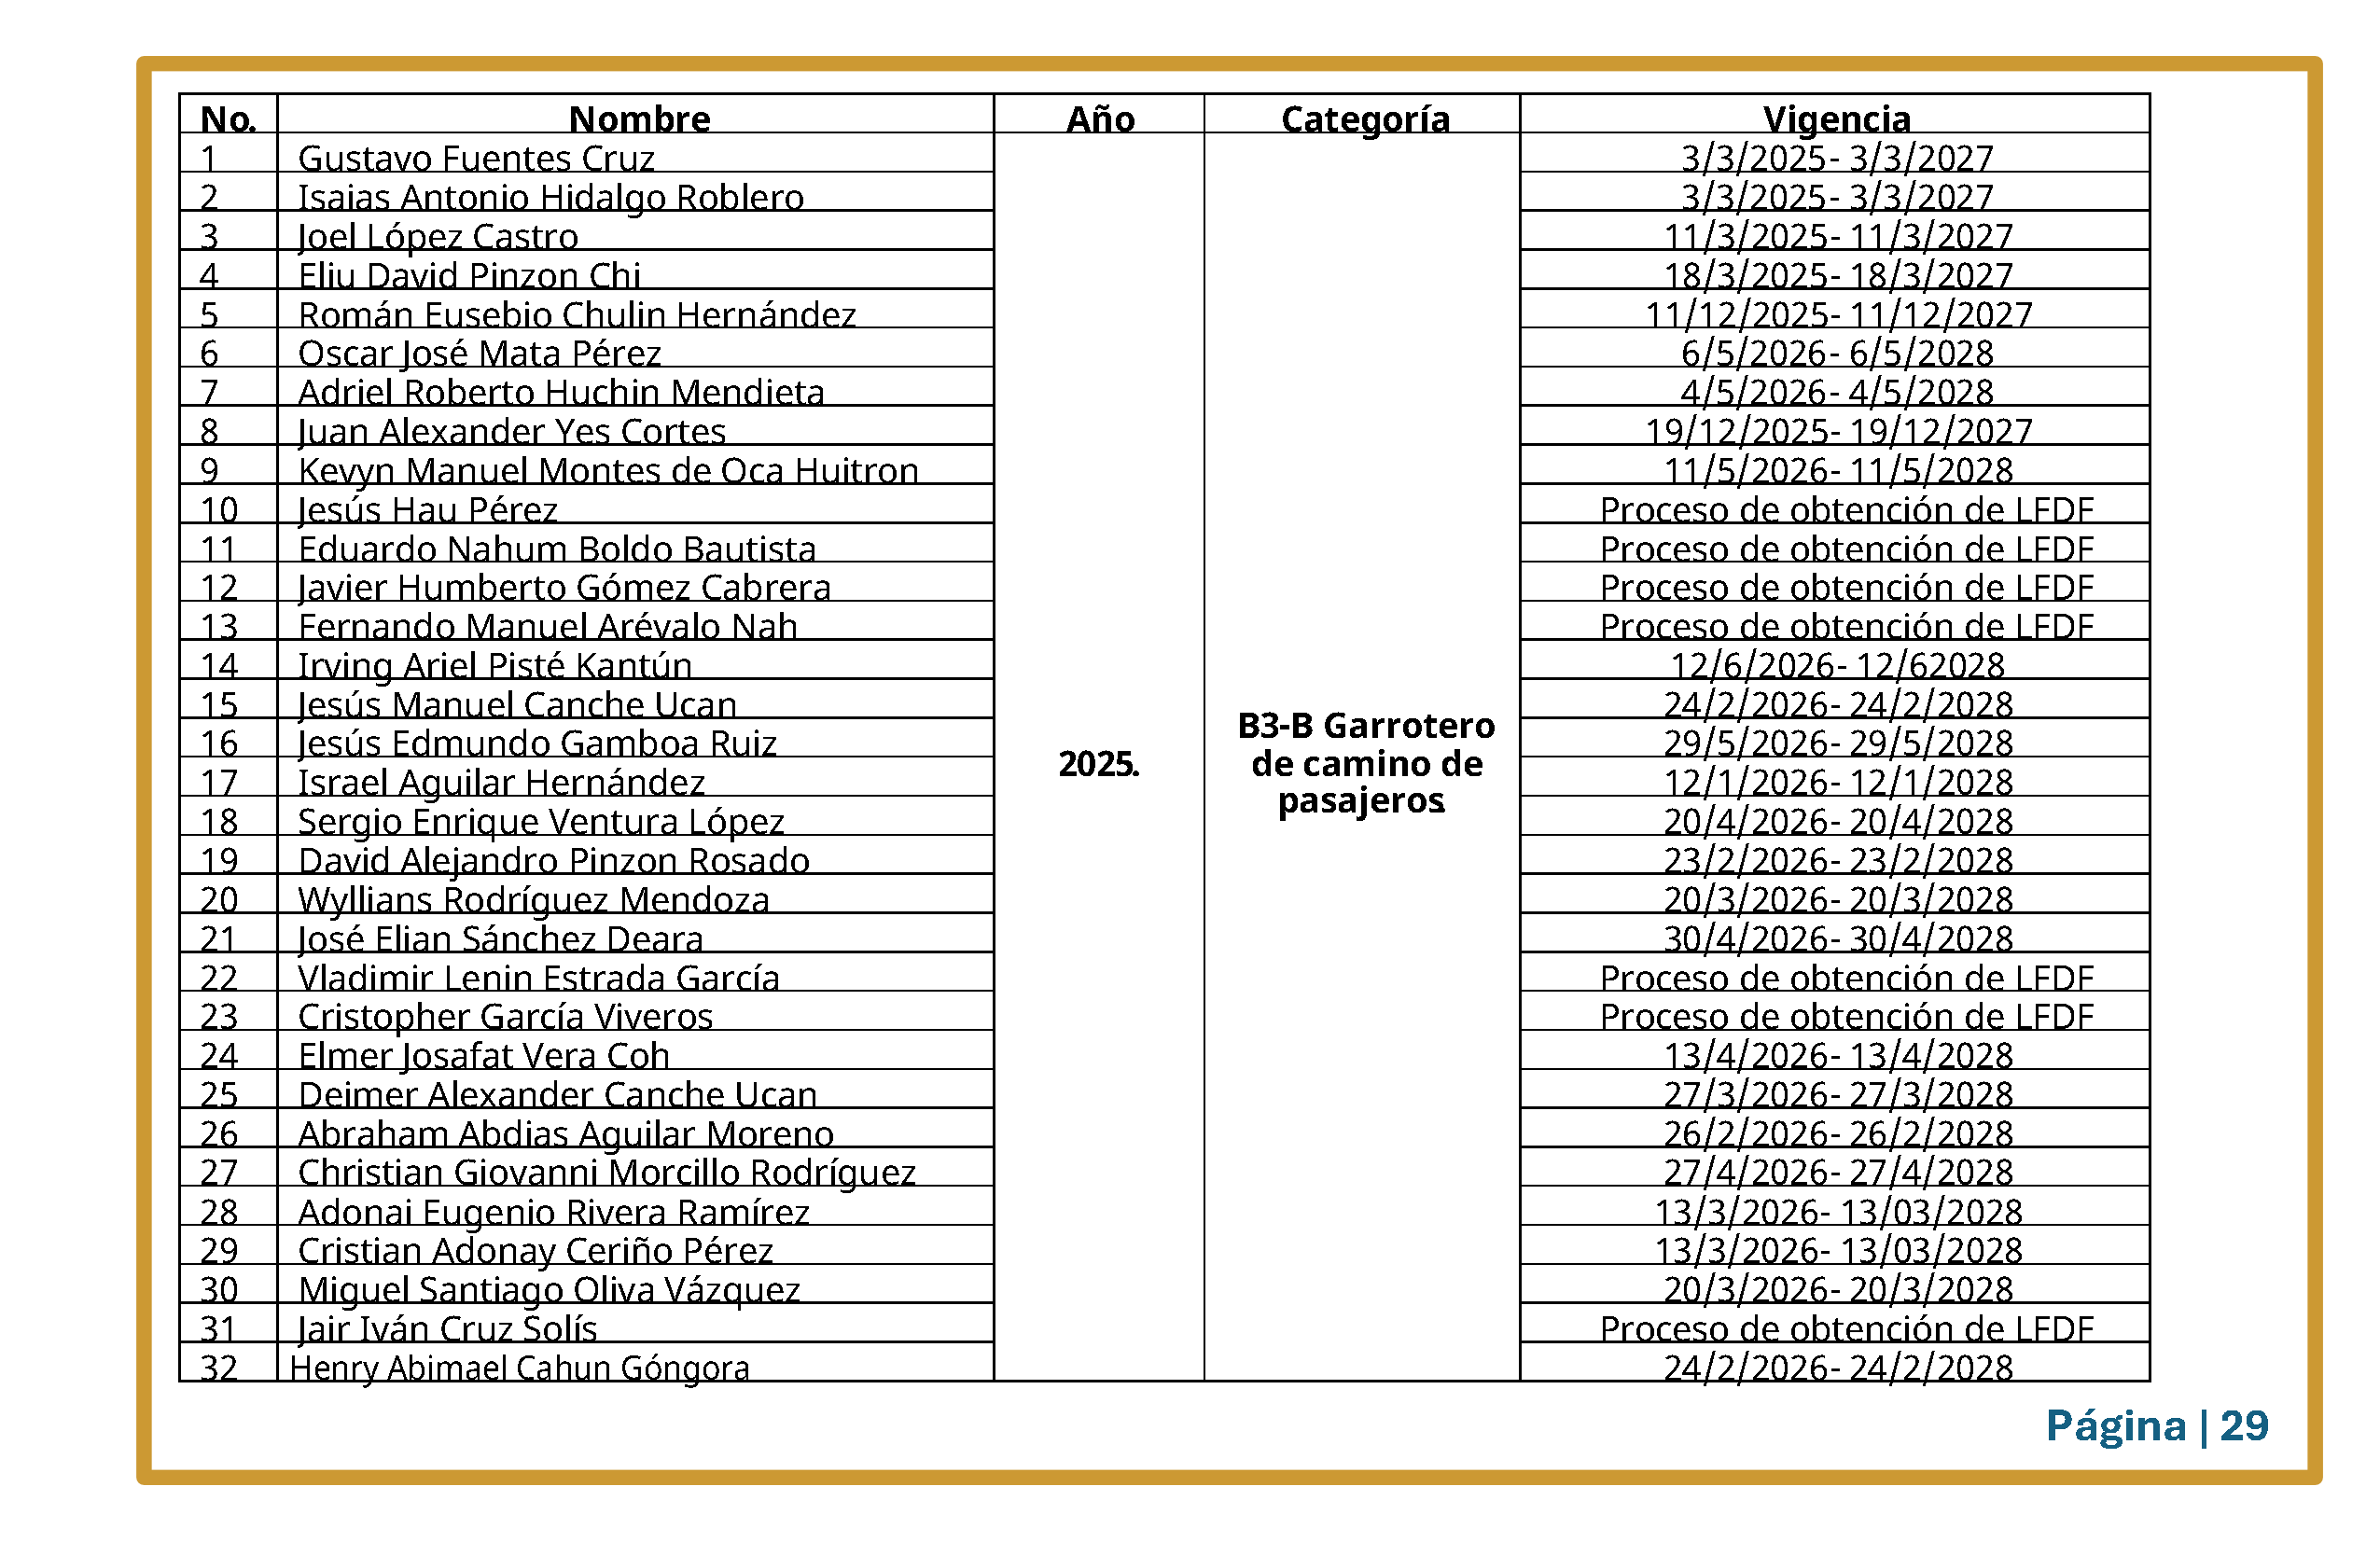 No. Nombre Año Categoría Vigencia
1 Gustavo Fuentes Cruz 3/3/2025- 3/3/2027
2 Isaias Antonio Hidalgo Roblero 3/3/2025- 3/3/2027
3 Joel López Castro 11/3/2025- 11/3/2027
4 Eliu David Pinzon Chi 18/3/2025- 18/3/2027
5 Román Eusebio Chulin Hernández 11/12/2025- 11/12/2027
6 Oscar José Mata Pérez 6/5/2026- 6/5/2028
7 Adriel Roberto Huchin Mendieta 4/5/2026- 4/5/2028
8 Juan Alexander Yes Cortes 19/12/2025- 19/12/2027
9 Kevyn Manuel Montes de Oca Huitron 11/5/2026- 11/5/2028
10 Jesús Hau Pérez Proceso de obtención de LFDF
11 Eduardo Nahum Boldo Bautista Proceso de obtención de LFDF
12 Javier Humberto Gómez Cabrera Proceso de obtención de LFDF
13 Fernando Manuel Arévalo Nah Proceso de obtención de LFDF
14 Irving Ariel Pisté Kantún 12/6/2026- 12/62028
15 Jesús Manuel Canche Ucan 24/2/2026- 24/2/2028
B3-B Garrotero
16 Jesús Edmundo Gamboa Ruiz 29/5/2026- 29/5/2028
2025. de camino de
17 Israel Aguilar Hernández 12/1/2026- 12/1/2028
pasajeros.
18 Sergio Enrique Ventura López 20/4/2026- 20/4/2028
19 David Alejandro Pinzon Rosado 23/2/2026- 23/2/2028
20 Wyllians Rodríguez Mendoza 20/3/2026- 20/3/2028
21 José Elian Sánchez Deara 30/4/2026- 30/4/2028
22 Vladimir Lenin Estrada García Proceso de obtención de LFDF
23 Cristopher García Viveros Proceso de obtención de LFDF
24 Elmer Josafat Vera Coh 13/4/2026- 13/4/2028
25 Deimer Alexander Canche Ucan 27/3/2026- 27/3/2028
26 Abraham Abdias Aguilar Moreno 26/2/2026- 26/2/2028
27 Christian Giovanni Morcillo Rodríguez 27/4/2026- 27/4/2028
28 Adonai Eugenio Rivera Ramírez 13/3/2026- 13/03/2028
29 Cristian Adonay Ceriño Pérez 13/3/2026- 13/03/2028
30 Miguel Santiago Oliva Vázquez 20/3/2026- 20/3/2028
31 Jair Iván Cruz Solís Proceso de obtención de LFDF
32 Henry Abimael Cahun Góngora 24/2/2026- 24/2/2028
Página | 29